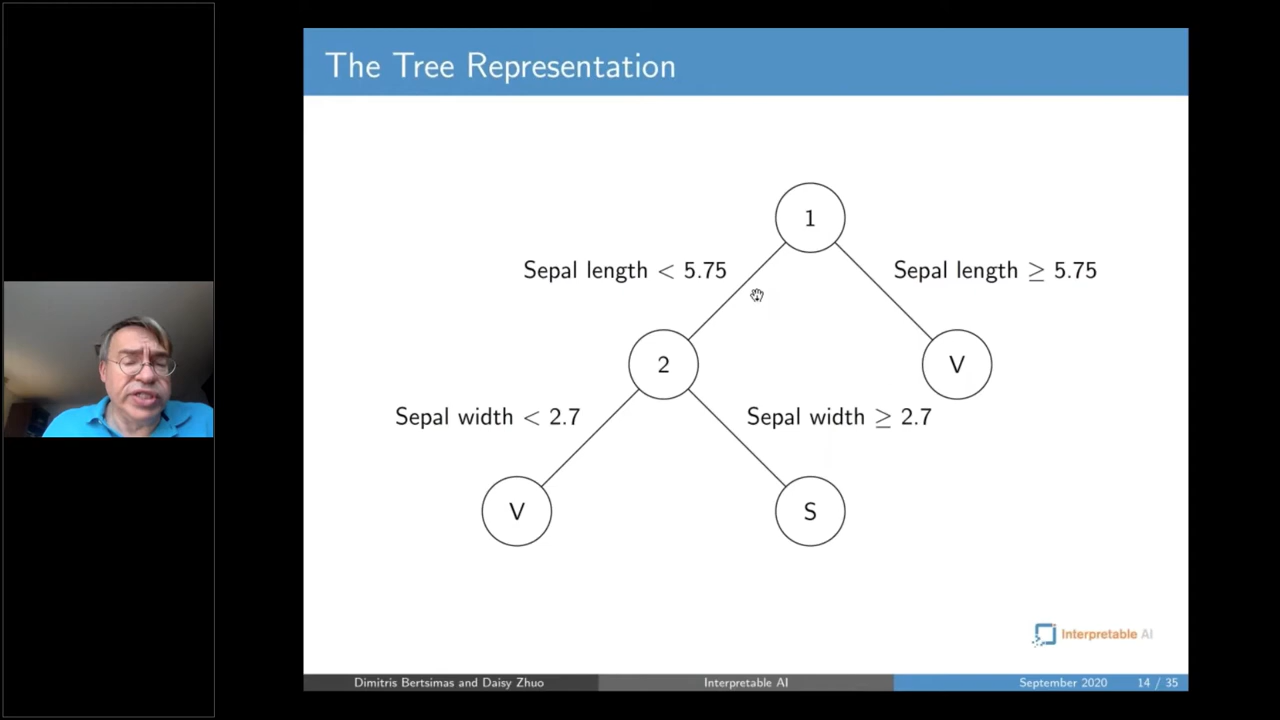 The Tree Representation
1
Sepal length < 5.75
Sepal length ≥ 5.75
2
V
Sepal width < 2.7
Sepal width ≥ 2.7
V
S
Interpretable AI
Dimitris Bertsimas and Daisy Zhuo
Interpretable AI
September 2020
14 / 35